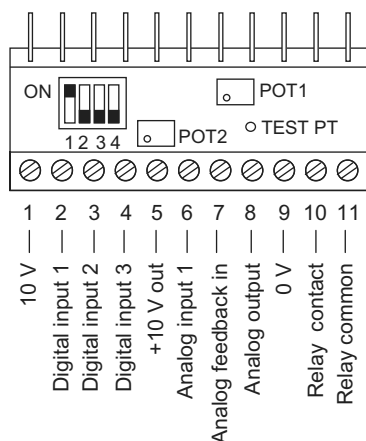 ON
POT1
1 2 3 4
POT2
TEST PT
1 2 3 4 5 6 7 8 9 10 11
10 V
Digital input 1
Digital input 2
Digital input 3
+10 V out
Analog input 1
Analog feedback in
Analog output
0 V
Relay contact
Relay common